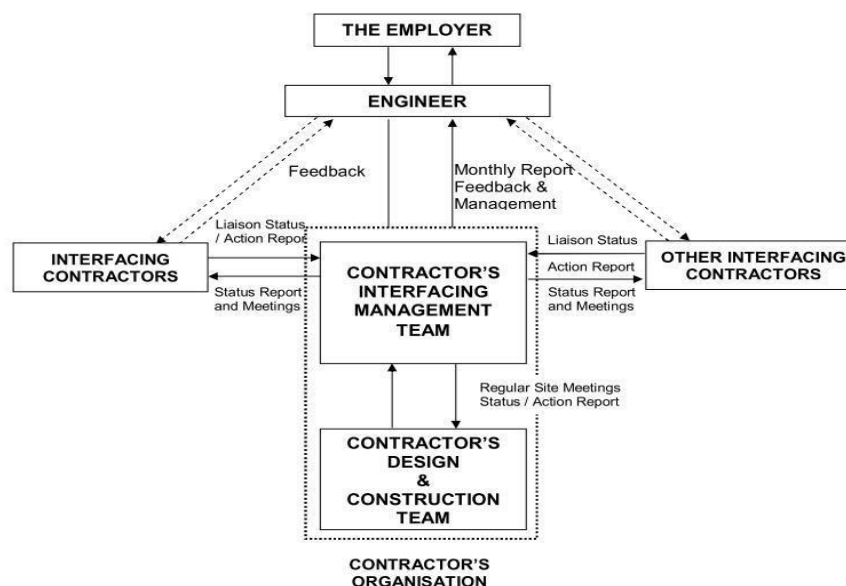 THE EMPLOYER
ENGINEER
Feedback
Monthly Report
Feedback &
Management
Liaison Status
/ Action Repor
INTERFACING
CONTRACTORS
Status Report
and Meetings
CONTRACTOR'S
INTERFACING
MANAGEMENT
TEAM
Liaison Status
Action Report
Status Report
and Meetings
OTHER INTERFACING
CONTRACTORS
Regular Site Meetings
Status / Action Report
CONTRACTOR'S
DESIGN
&
CONSTRUCTION
TEAM
CONTRACTOR'S
ORGANISATION